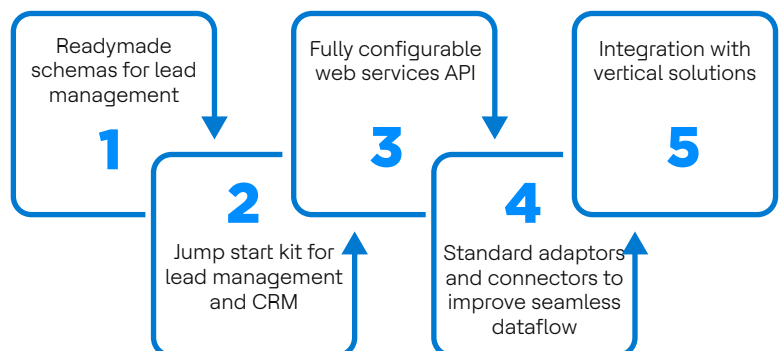 Readymade
schemas for lead
management
1
2
Jump start kit for
lead management
and CRM
Fully configurable
web services API
3
4
Standard adaptors
and connectors to
improve seamless
dataflow
Integration with
vertical solutions
5